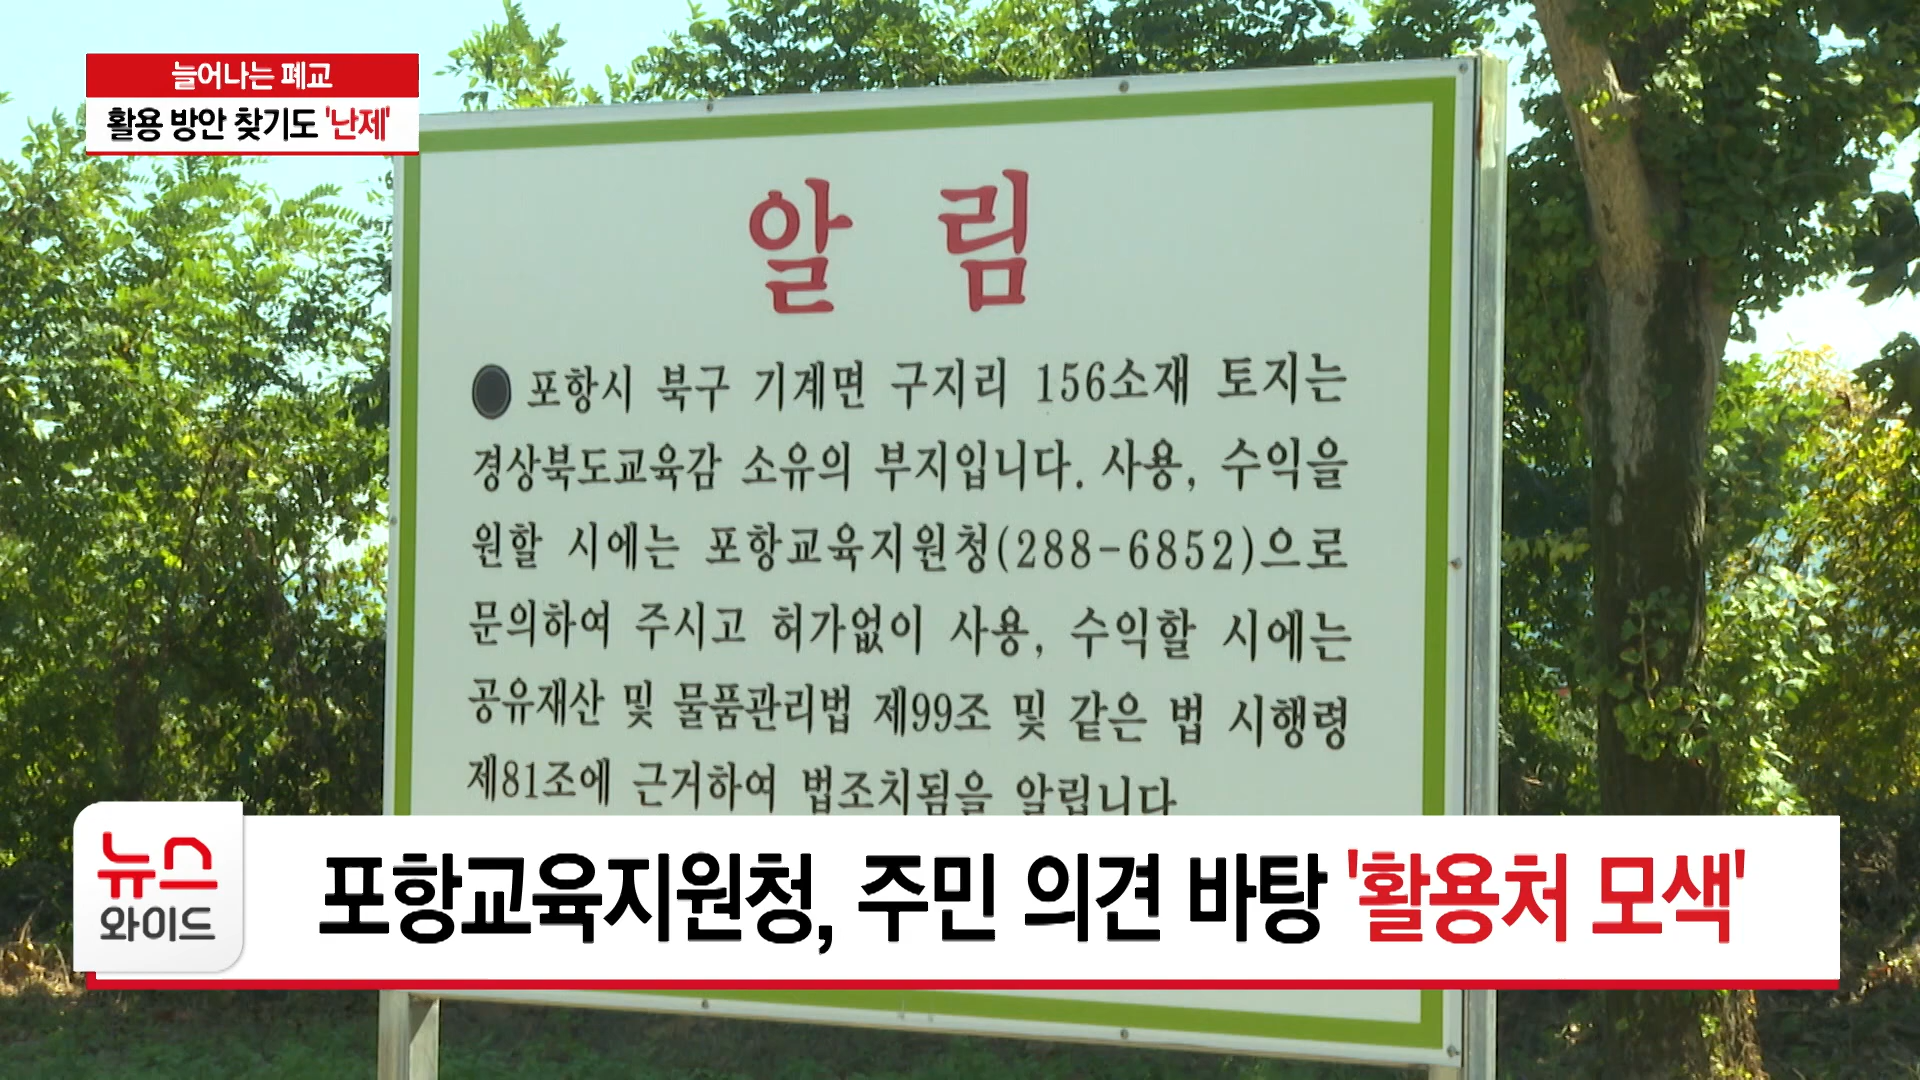 늘어나는 폐교
활용 방안 찾기도 '난제'
알 림
● 포항시 북구 기계면 구지리 156소재 토지는
경상북도교육감 소유의 부지입니다. 사용, 수익을
원할 시에는 포항교육지원청(288-6852)으로
문의하여 주시고 허가없이 사용, 수익할 시에는
공유재산 및 물품관리법 제99조 및 같은 법 시행령
제81조에 근거하여 법조치됨을 알립니다
뉴스
와이드
포항교육지원청, 주민 의견 바탕 '활용처 모색'